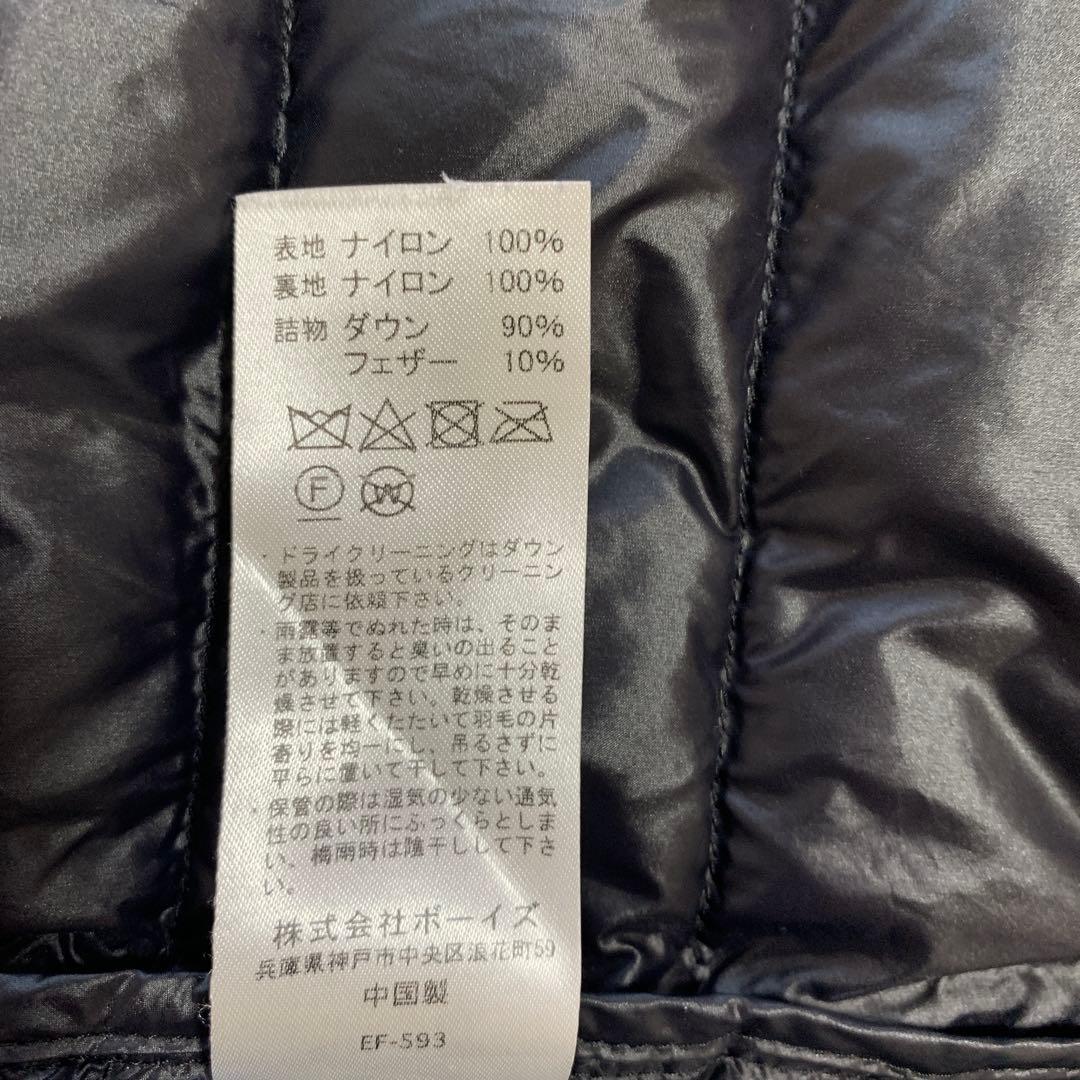 表地 ナイロン 100%
裏地 ナイロン 100%
詰物 ダウン 90%
フェザー 10%
F
W
・ドライクリーニングはダウン
製品を扱っているクリーニン
グ店に依頼下さい。
・雨露等でぬれた時は、そのま
ま放置すると臭いの出ること
がありますので早めに十分乾
燥させて下さい。乾燥させる
際には軽くたたいて羽毛の片
寄りを均一にし、吊るさずに
平らに置いて干して下さい。
・保管の際は湿気の少ない通気
性の良い所にふっくらとしま
い、梅雨時は陰干しして下さ
い。
株式会社ボーイズ
兵庫県神戸市中央区浪花町59
中国製
EF-593